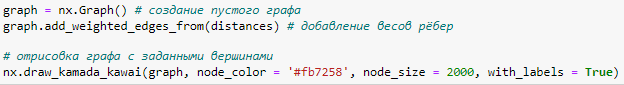 graph = nx.Graph() # создание пустого графа
graph.add_weighted_edges_from(distances) # добавление весов рёбер
# отрисовка графа с заданными вершинами
nx.draw_kamada_kawai(graph, node_color = '#fb7258', node_size = 2000, with_labels = True)